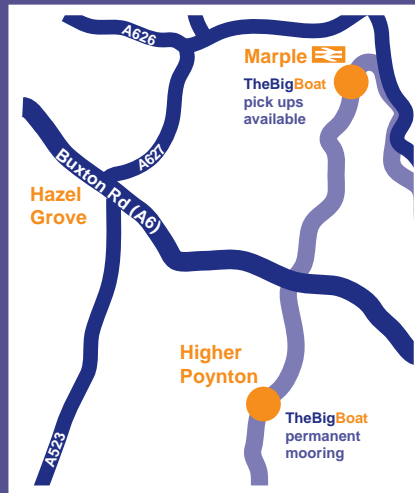 A626
Marple
TheBigBoat
pick ups
available
A627
Buxton Rd (A6)
Hazel
Grove
Higher
Poynton
TheBigBoat
permanent
mooring
A523